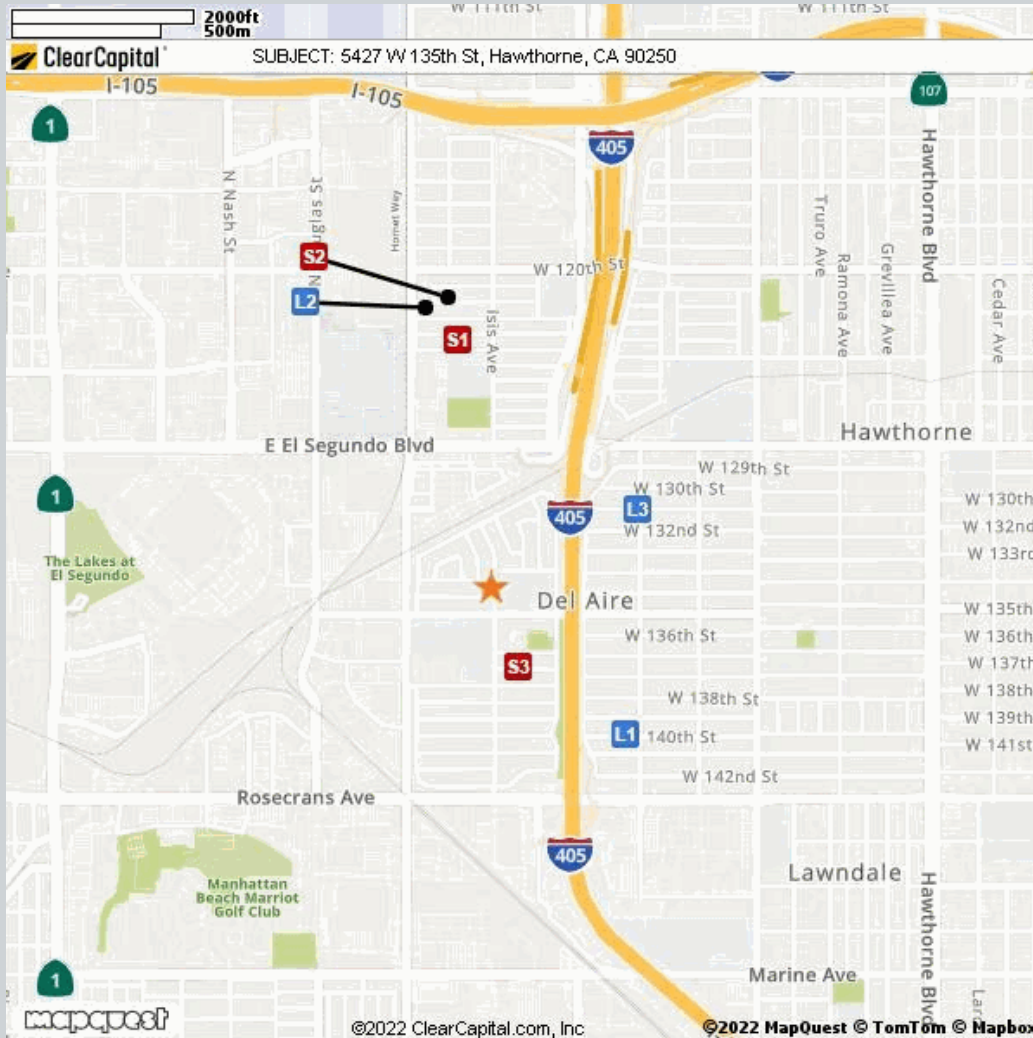 W 111th St
W 111th St
2000ft
500m
ClearCapital
SUBJECT: 5427 W 135th St, Hawthorne, CA 90250
I-105
I-105
107
1
405
Hawthorne Blvd
N Nash St
Hornet Way
Truro Ave
Ramona Ave
Grevillea Ave
Cedar Ave
S2
W 120th St
L2
N
S1
Isis Ave
E El Segundo Blvd
Hawthorne
W 129th St
W 130th St
1
405
L3
W 130th
W 132nd St
W 132nd
W 133rd
The Lakes at
El Segundo
Del Aire
W 135th
W 136th St
W 136th
S3
W 137th
W 138th St
W 138th
L1
140th St
W 139th
W 141st
W 142nd St
Rosecrans Ave
405
Manhattan
Beach Marriot
Golf Club
Lawndale
Hawthorne Blvd
1
Marine Ave
mapquest
©2022 ClearCapital.com, Inc
©2022 MapQuest © TomTom © Mapbox